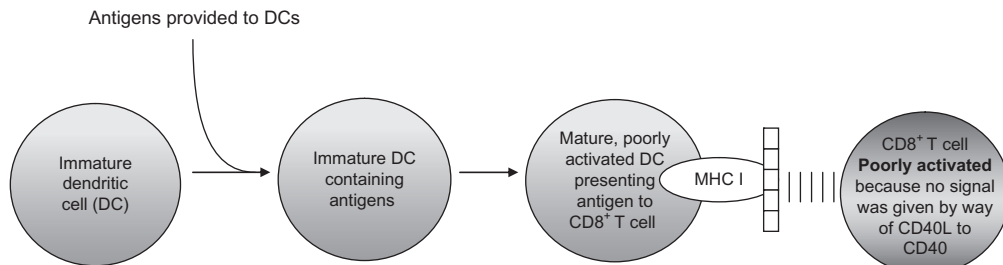 Antigens provided to DCs
Immature
dendritic
cell (DC)
Immature DC
containing
antigens
Mature, poorly
activated DC
presenting
antigen to
CD8⁺ T cell
MHC I
CD8⁺ T cell
Poorly activated
because no signal
was given by way
of CD40L to
CD40